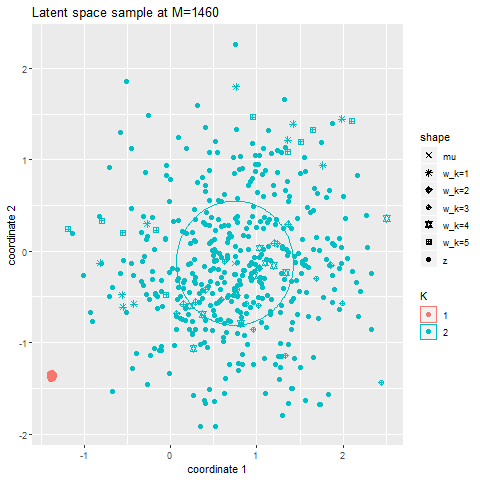 Latent space sample at M=1460
coordinate 2
2
1
0
-1
-2
-1
0
1
2
coordinate 1
shape
mu
w_k=1
w_k=2
w_k=3
w_k=4
w_k=5
z
K
1
2